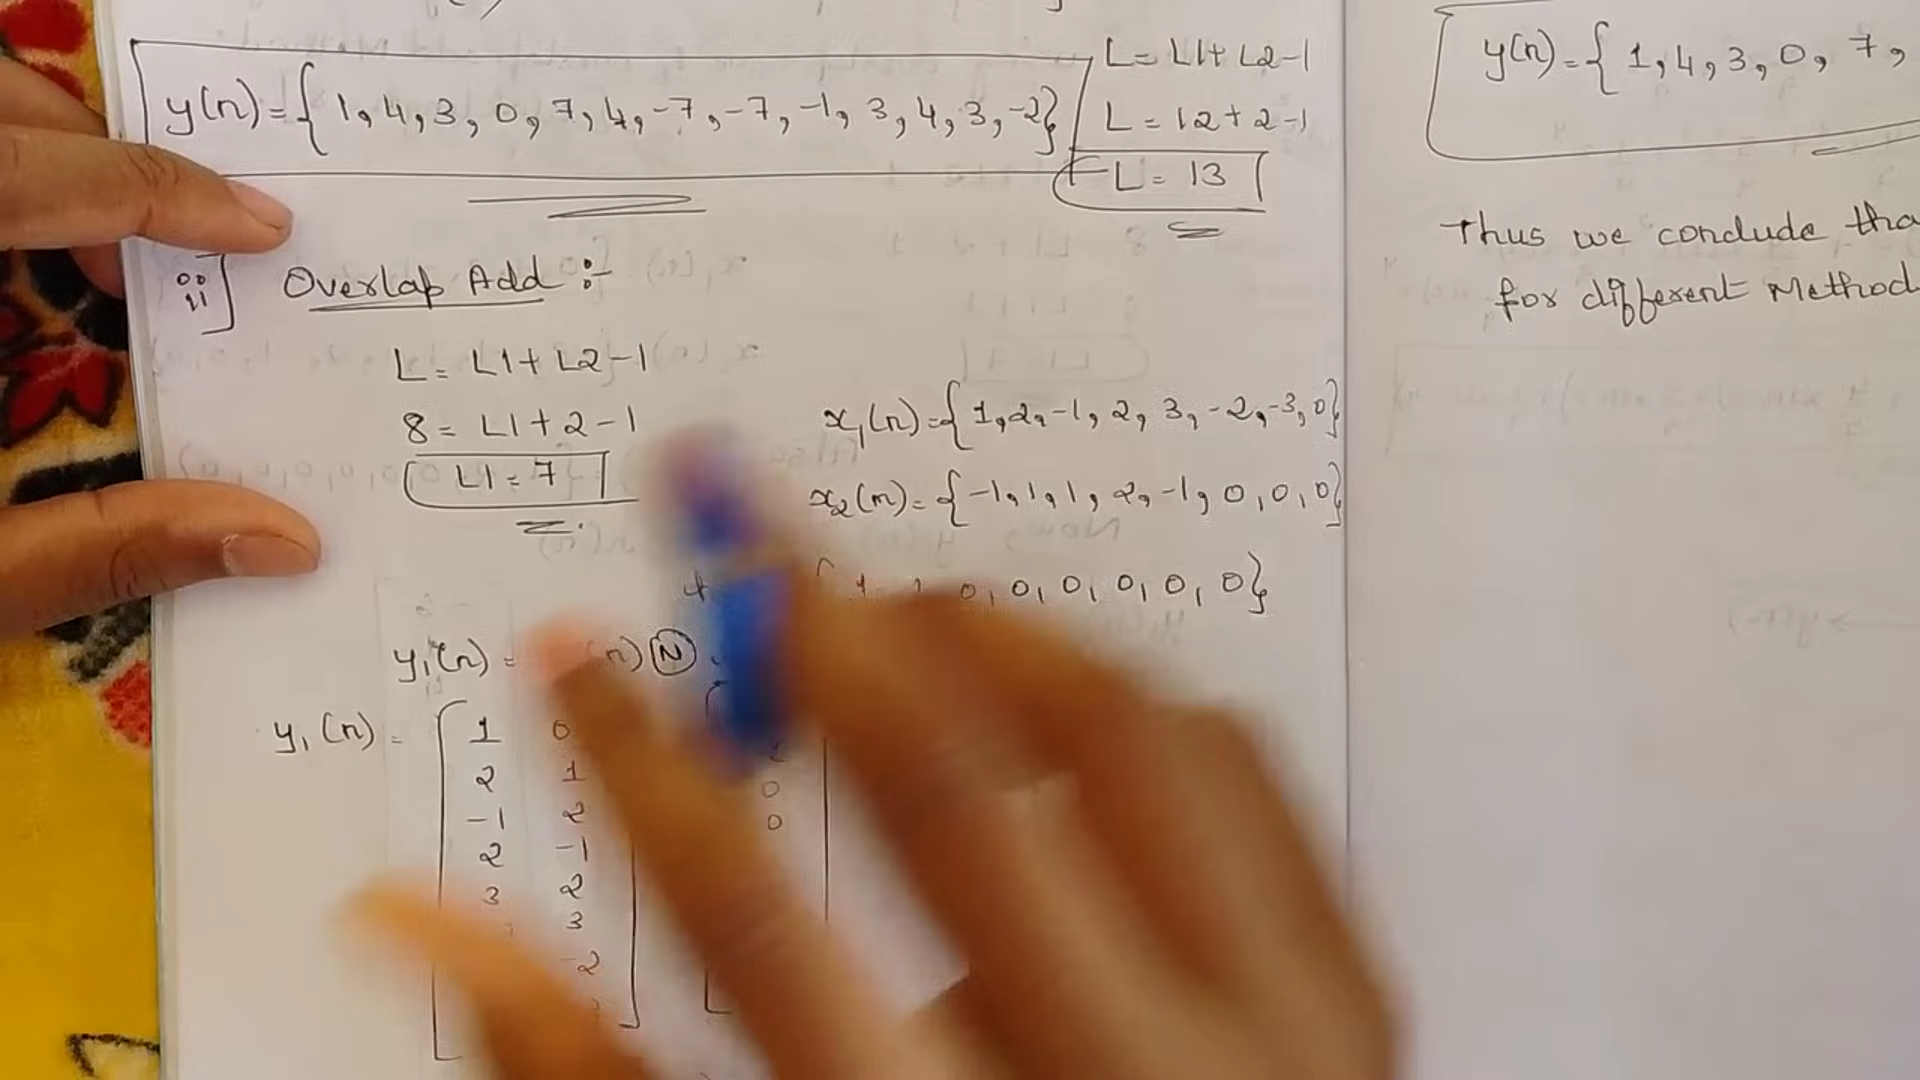 y(n)={ 1,4,3,0,7,4,-7,-7,-1,3,4,3,-2}
L= L1+L2-1
L= 12+2-1
L= 13
ii] Overlap Add :-
L= L1+L2-1
8= L1+2-1
L1=7
x1(n)={1,2,-1,2,3,-2,-3,0}
x2(n)={-1,1,1,2,-1,0,0,0}
0,0,0,0,0,0}
y1(n)= (n) N
y1(n)=
1 0
2 1
-1 2 0
2 -1 0
3 2
3
-2
y(n)={ 1,4,3,0,7,
Thus we conclude tha
for different Method